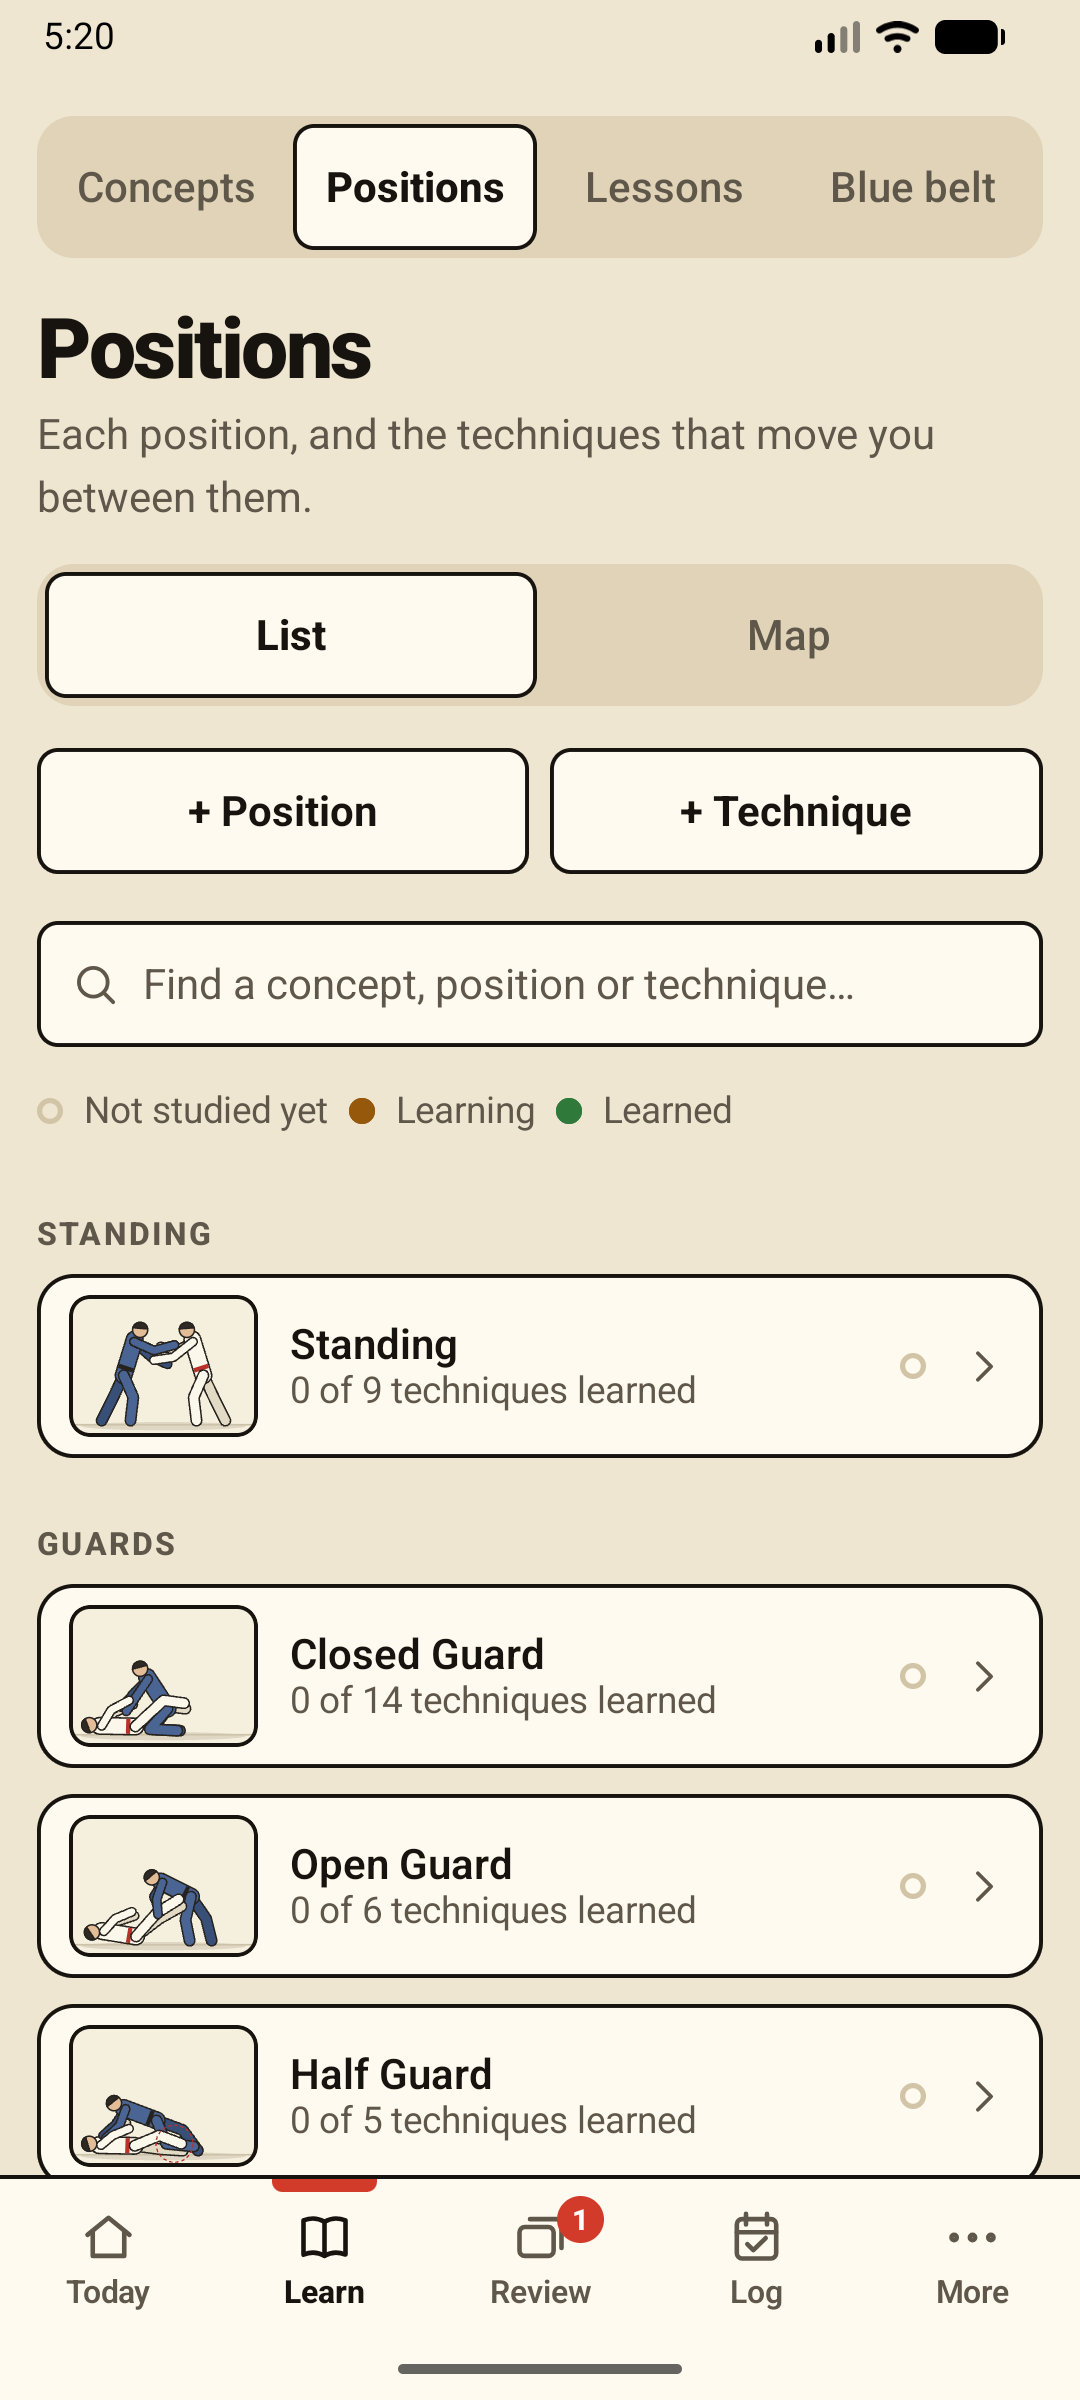 5:20
Concepts
Positions
Lessons
Blue belt
Positions
Each position, and the techniques that move you
between them.
List
Map
+ Position
+ Technique
Find a concept, position or technique…
Not studied yet
Learning
Learned
STANDING
Standing
0 of 9 techniques learned
GUARDS
Closed Guard
0 of 14 techniques learned
Open Guard
0 of 6 techniques learned
Half Guard
0 of 5 techniques learned
1
Today
Learn
Review
Log
More